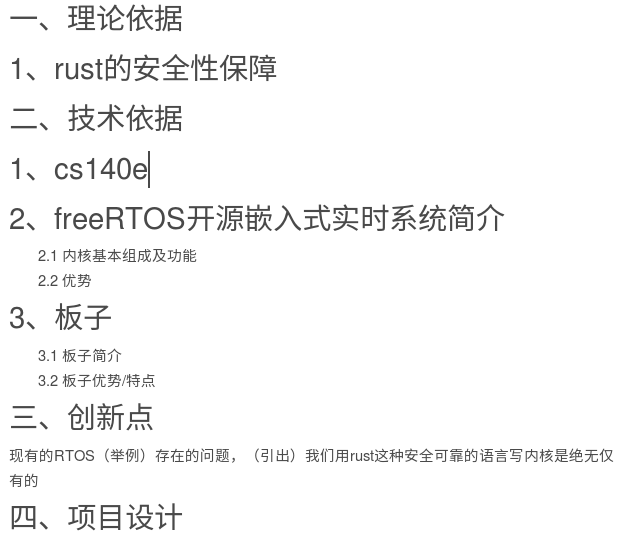 一、理论依据
1、rust的安全性保障
二、技术依据
1、cs140e
2、freeRTOS开源嵌入式实时系统简介
2.1 内核基本组成及功能
2.2 优势
3、板子
3.1 板子简介
3.2 板子优势/特点
三、创新点
现有的RTOS（举例）存在的问题，（引出）我们用rust这种安全可靠的语言写内核是绝无仅
有的
四、项目设计